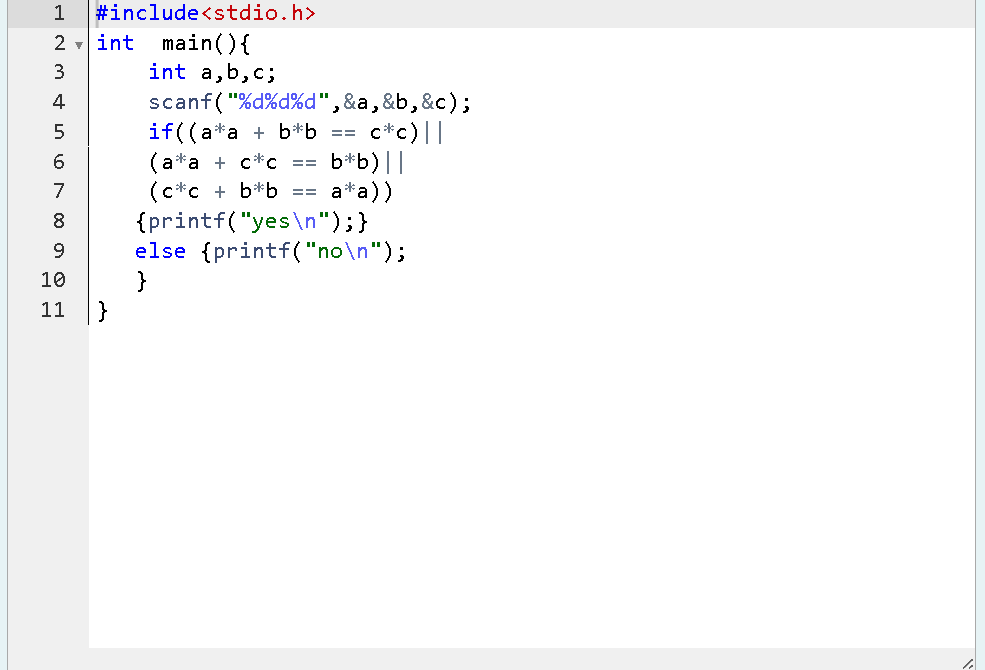 1 #include<stdio.h>
2 int  main(){
3     int a,b,c;
4     scanf("%d%d%d",&a,&b,&c);
5     if((a*a + b*b == c*c)||
6     (a*a + c*c == b*b)||
7     (c*c + b*b == a*a))
8    {printf("yes\n");}
9    else {printf("no\n");
10    }
11 }